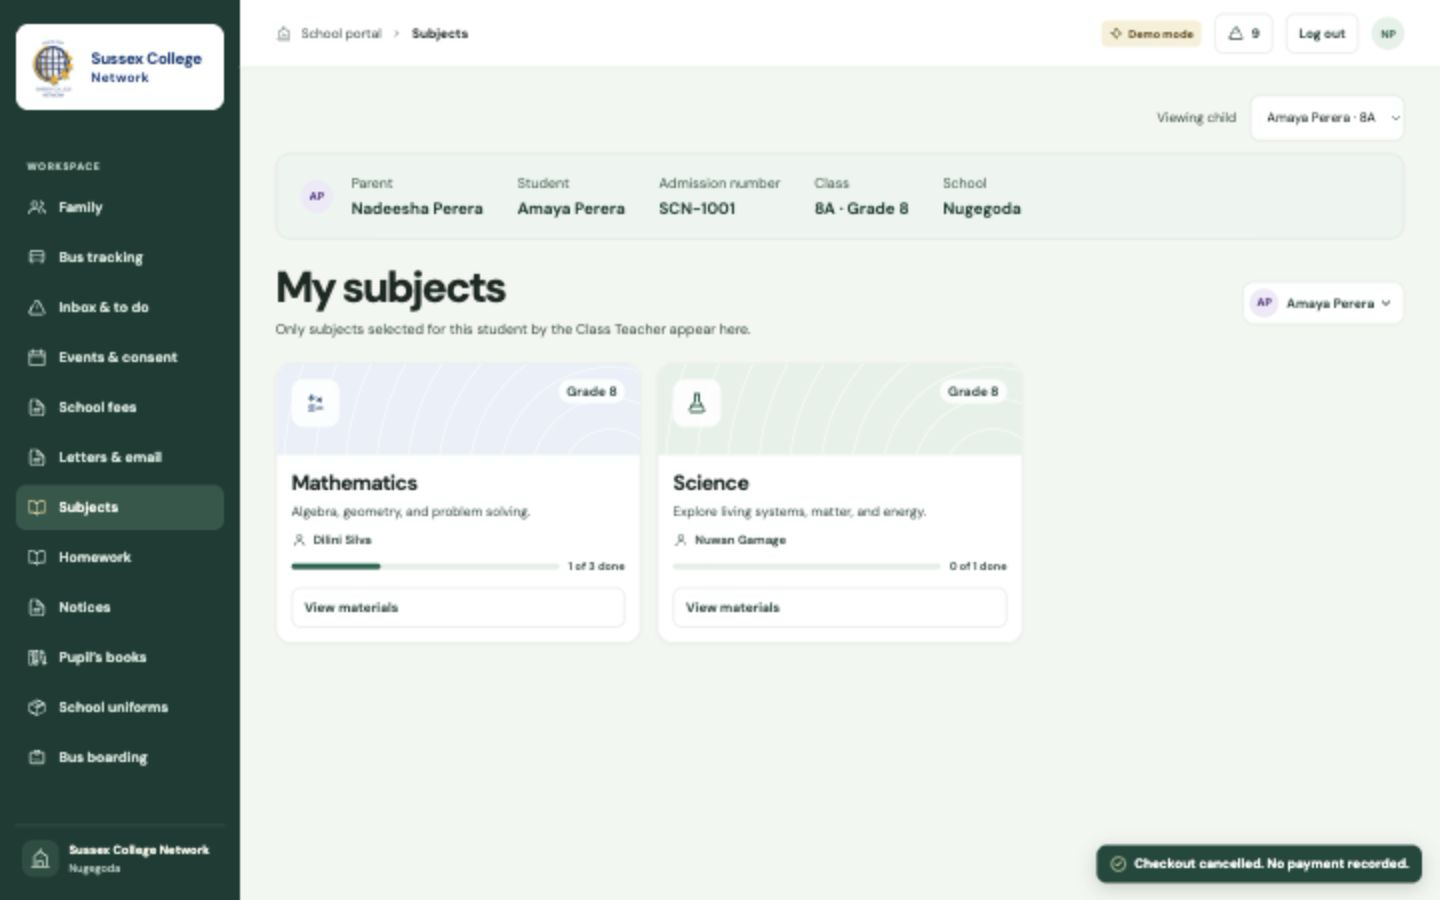 Sussex College
Network
WORKSPACE
Family
Bus tracking
Inbox & to do
Events & consent
School fees
Letters & email
Subjects
Homework
Notices
Pupil's books
School uniforms
Bus boarding
Sussex College Network
Nugegoda
School portal > Subjects
Demo mode
9
Log out
NP
Viewing child
Amaya Perera · 8A
AP
Parent
Nadeesha Perera
Student
Amaya Perera
Admission number
SCN-1001
Class
8A · Grade 8
School
Nugegoda
My subjects
Only subjects selected for this student by the Class Teacher appear here.
AP Amaya Perera
Grade 8
Mathematics
Algebra, geometry, and problem solving.
Dilini Silva
1 of 3 done
View materials
Grade 8
Science
Explore living systems, matter, and energy.
Nuwan Gamage
0 of 1 done
View materials
Checkout cancelled. No payment recorded.